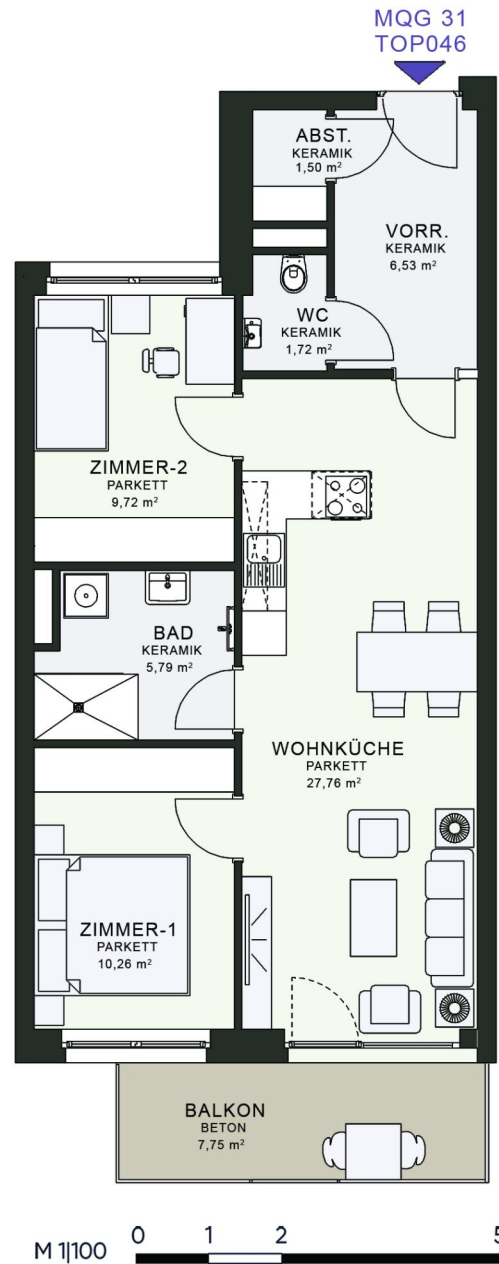 MQG 31
TOP046
ABST.
KERAMIK
1,50 m²
VORR.
KERAMIK
6,53 m²
WC
KERAMIK
1,72 m²
ZIMMER-2
PARKETT
9,72 m²
BAD
KERAMIK
5,79 m²
WOHNKÜCHE
PARKETT
27,76 m²
ZIMMER-1
PARKETT
10,26 m²
BALKON
BETON
7,75 m²
M 1|100 0 1 2 5